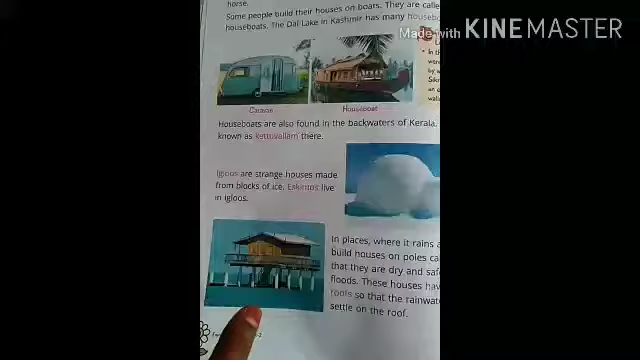 horse.
Some people build their houses on boats. They are calle
houseboats. The Dal Lake in Kashmir has many housebo
Made with KINEMASTER
Caravan
Houseboat
Houseboats are also found in the backwaters of Kerala.
known as kettuvallam there.
Igloos are strange houses made
from blocks of ice. Eskimos live
in igloos.
In places, where it rains a
build houses on poles ca
that they are dry and safe
floods. These houses hav
roofs so that the rainwate
settle on the roof.